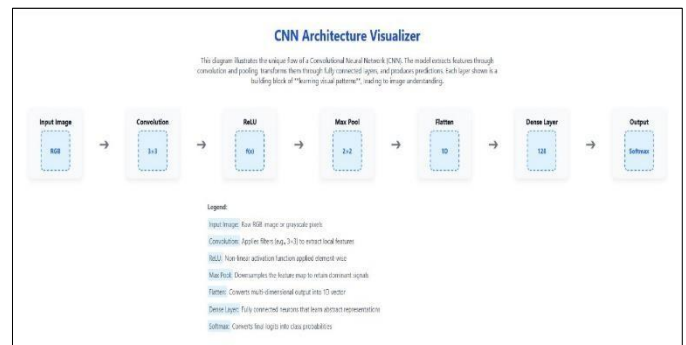 CNN Architecture Visualizer
This diagram illustrates the unique flow of a Convolutional Neural Network (CNN). The model extracts features through
convolution and pooling, transforms them through fully connected layers, and produces predictions. Each layer shown is a
building block of **learning visual patterns**, leading to image understanding.
Input Image
RGB
→
Convolution
3×3
→
ReLU
f(x)
→
Max Pool
2×2
→
Flatten
1D
→
Dense Layer
128
→
Output
Softmax
Legend:
Input Image: Raw RGB image or grayscale pixels
Convolution: Applies filters (e.g., 3×3) to extract local features
ReLU: Non-linear activation function applied element-wise
Max Pool: Downsamples the feature map to retain dominant signals
Flatten: Converts multi-dimensional output into 1D vector
Dense Layer: Fully connected neurons that learn abstract representations
Softmax: Converts final logits into class probabilities